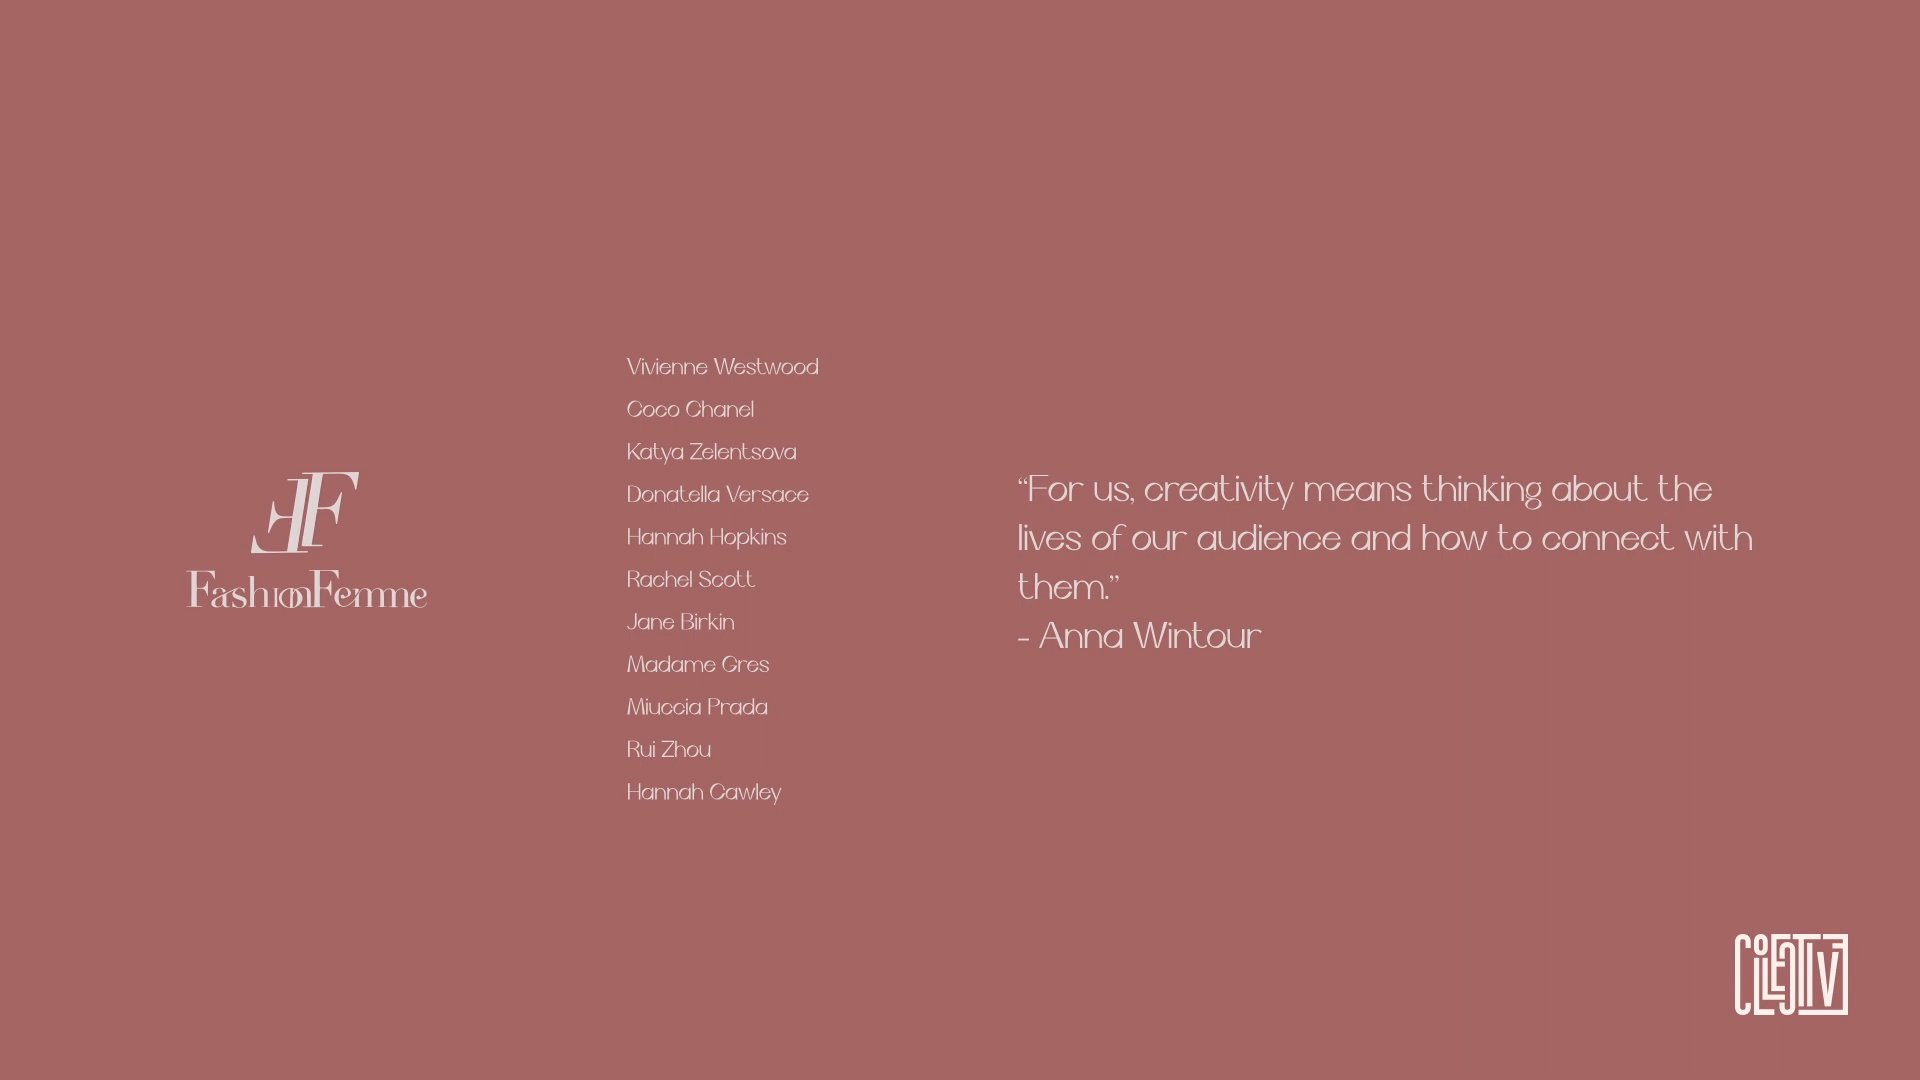 FF
FashionFemme
Vivienne Westwood
Coco Chanel
Katya Zelentsova
Donatella Versace
Hannah Hopkins
Rachel Scott
Jane Birkin
Madame Gres
Miuccia Prada
Rui Zhou
Hannah Cawley
“For us, creativity means thinking about the
lives of our audience and how to connect with
them.”
- Anna Wintour
COLLECTIVE